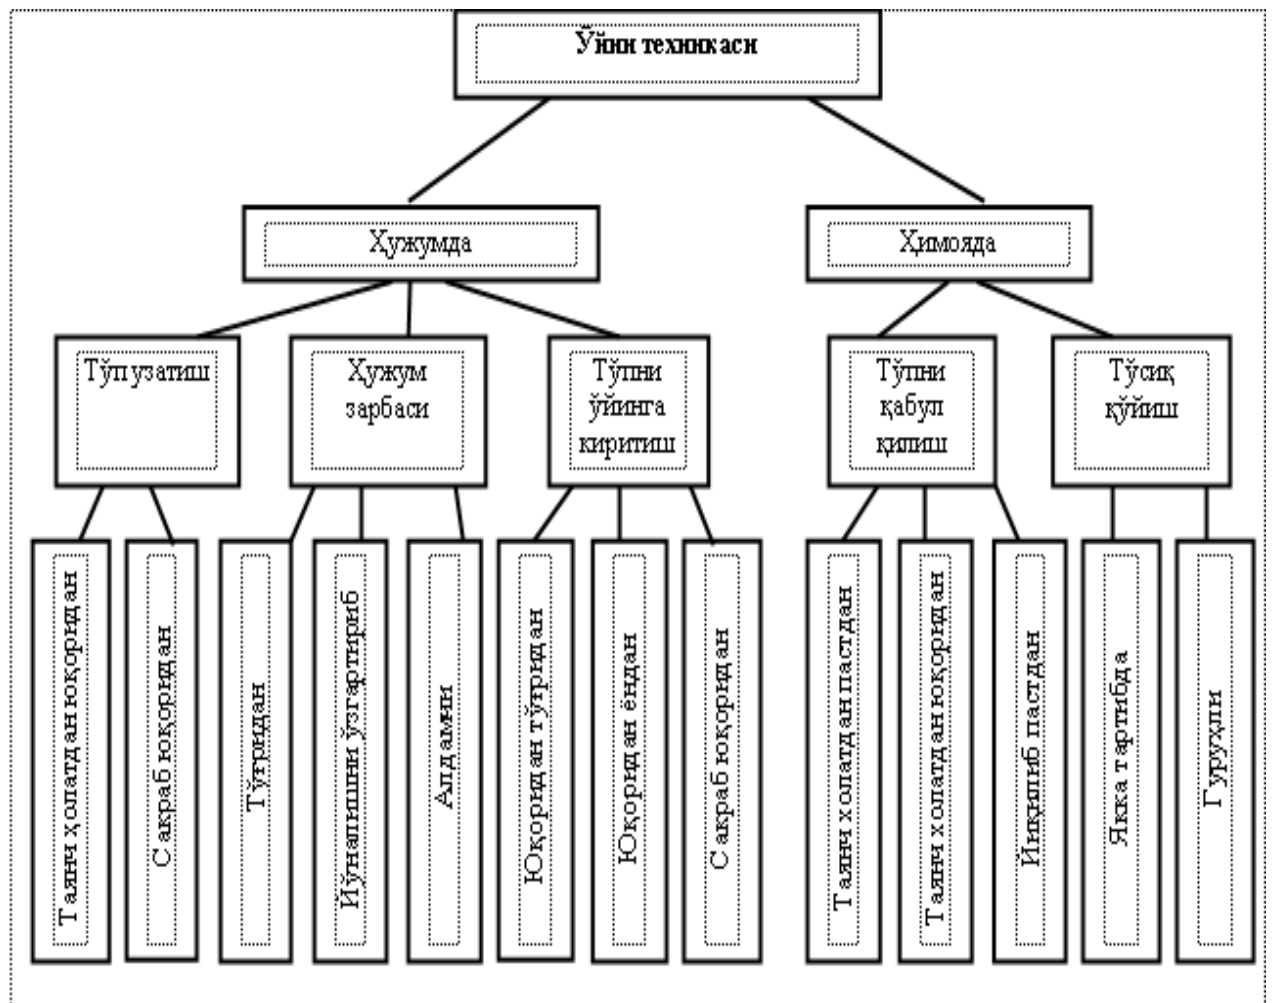 Ўйин техникаси
Ҳужумда
Ҳимояда
Тўп узатиш
Ҳужум
зарбаси
Тўпни
ўйинга
киритиш
Тўпни
қабул
қилиш
Тўсиқ
қўйиш
Таянч ҳолатдан юқоридан
Сакраб юқоридан
Тўғридан
Йўналишни ўзгартириб
Алдамчи
Юқоридан тўғридан
Юқоридан ёндан
Сакраб юқоридан
Таянч холатдан пастдан
Таянч холатдан юқоридан
Йиқилиб пастдан
Якка тартибда
Гуруҳли